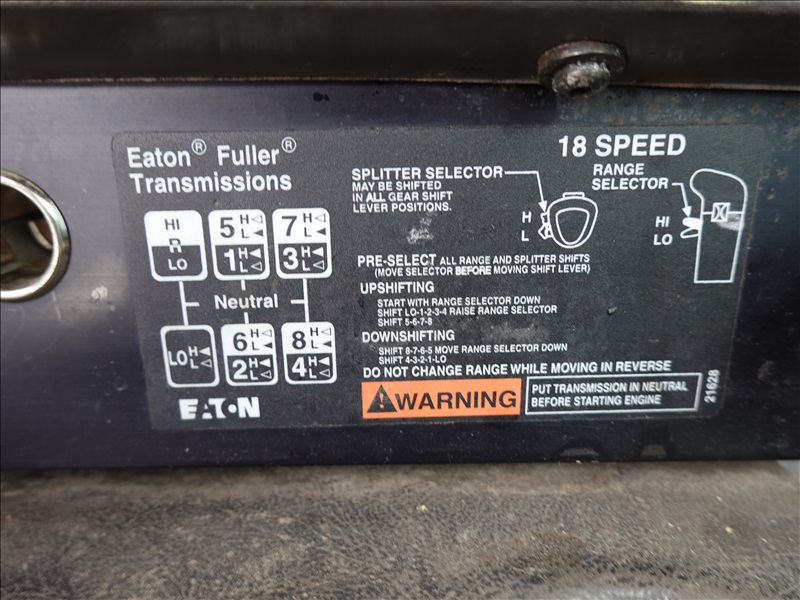 Eaton® Fuller®
Transmissions
18 SPEED
SPLITTER SELECTOR
MAY BE SHIFTED
IN ALL GEAR SHIFT
LEVER POSITIONS.
H
L
RANGE
SELECTOR
HI
LO
HI
R
LO
5 H L
1 H L
7 H L
3 H L
Neutral
LO H L
6 H L
2 H L
8 H L
4 H L
EATON
PRE-SELECT ALL RANGE AND SPLITTER SHIFTS
(MOVE SELECTOR BEFORE MOVING SHIFT LEVER)
UPSHIFTING
START WITH RANGE SELECTOR DOWN
SHIFT LO-1-2-3-4 RAISE RANGE SELECTOR
SHIFT 5-6-7-8
DOWNSHIFTING
SHIFT 8-7-6-5 MOVE RANGE SELECTOR DOWN
SHIFT 4-3-2-1-LO
DO NOT CHANGE RANGE WHILE MOVING IN REVERSE
WARNING
PUT TRANSMISSION IN NEUTRAL
BEFORE STARTING ENGINE
21628